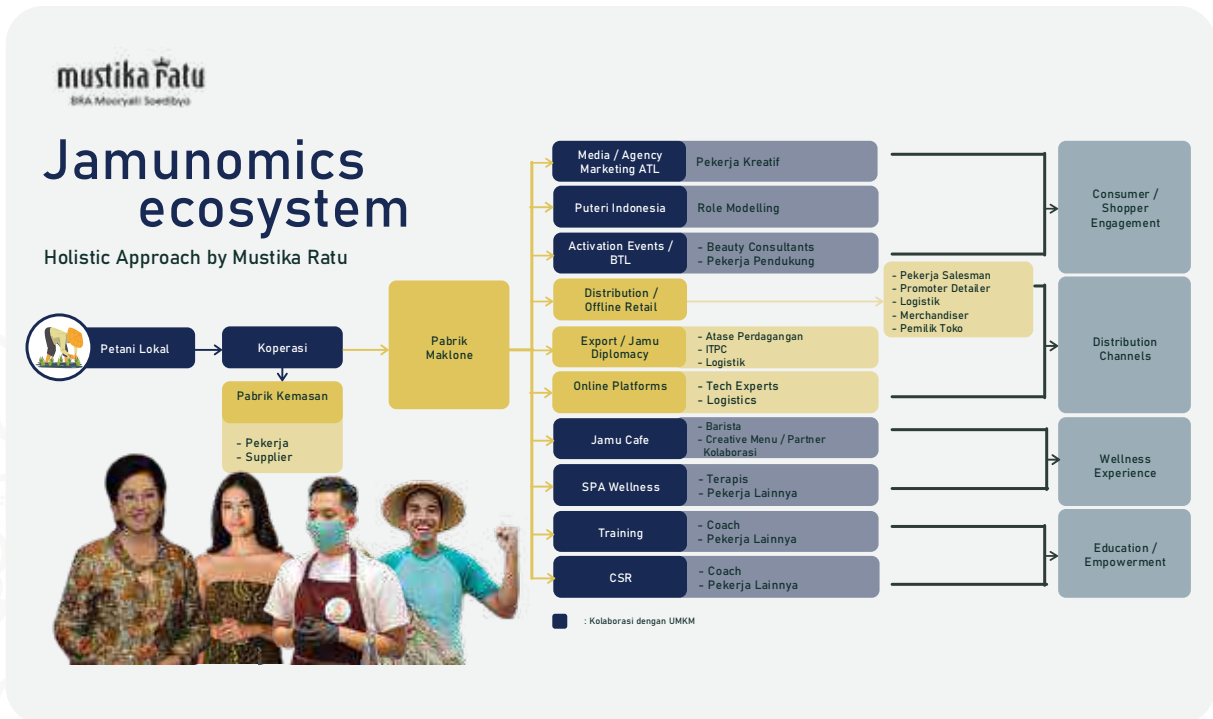 mustika ratu
BRA Mooryati Soedibyo
Jamunomics
ecosystem
Holistic Approach by Mustika Ratu
Petani Lokal
Koperasi
Pabrik Kemasan
- Pekerja
- Supplier
Pabrik
Maklone
Media / Agency
Marketing ATL
Pekerja Kreatif
Puteri Indonesia
Role Modelling
Activation Events /
BTL
- Beauty Consultants
- Pekerja Pendukung
Distribution /
Offline Retail
- Pekerja Salesman
- Promoter Detailer
- Logistik
- Merchandiser
- Pemilik Toko
Export / Jamu
Diplomacy
- Atase Perdagangan
- ITPC
- Logistik
Online Platforms
- Tech Experts
- Logistics
Jamu Cafe
- Barista
- Creative Menu / Partner
Kolaborasi
SPA Wellness
- Terapis
- Pekerja Lainnya
Training
- Coach
- Pekerja Lainnya
CSR
- Coach
- Pekerja Lainnya
Consumer /
Shopper
Engagement
Distribution
Channels
Wellness
Experience
Education /
Empowerment
: Kolaborasi dengan UMKM